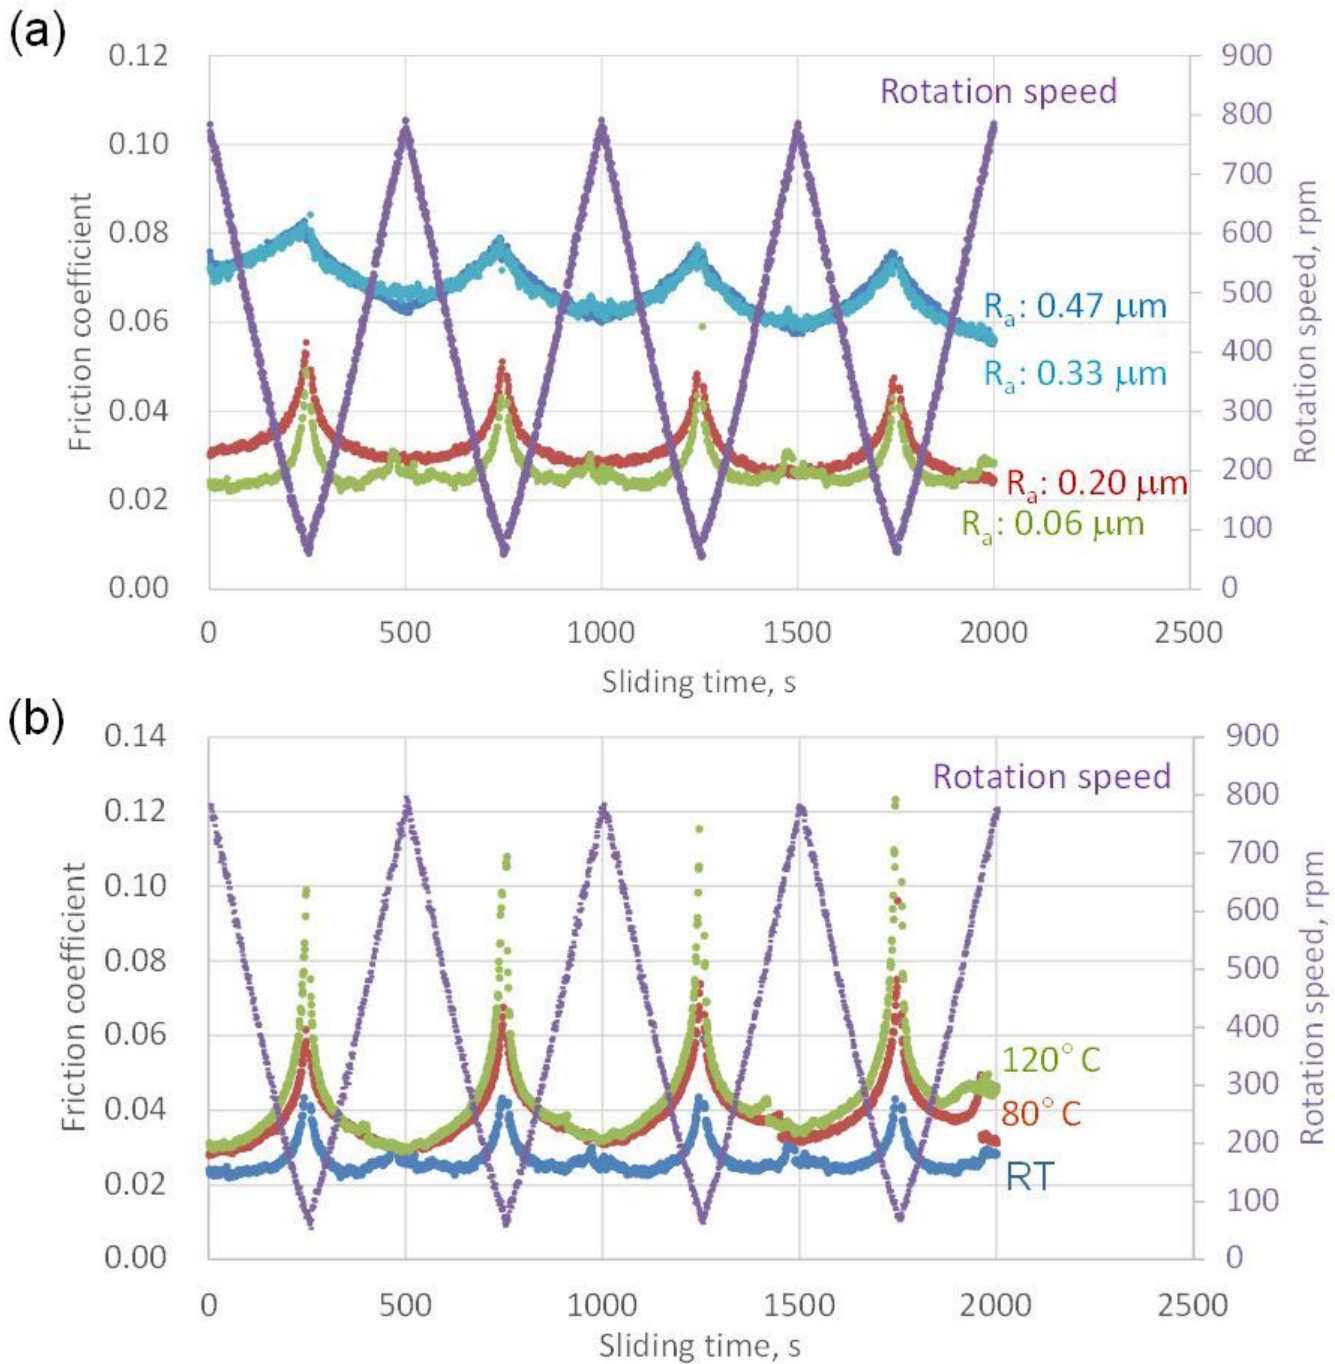 (a)
0.12
0.10
0.08
0.06
0.04
0.02
0.00
Friction coefficient
0
500
1000
1500
2000
2500
Sliding time, s
900
800
700
600
500
400
300
200
100
0
Rotation speed, rpm
Rotation speed
Ra: 0.47 μm
Ra: 0.33 μm
Ra: 0.20 μm
Ra: 0.06 μm
(b)
0.14
0.12
0.10
0.08
0.06
0.04
0.02
0.00
Friction coefficient
0
500
1000
1500
2000
2500
Sliding time, s
900
800
700
600
500
400
300
200
100
0
Rotation speed, rpm
Rotation speed
120° C
80° C
RT